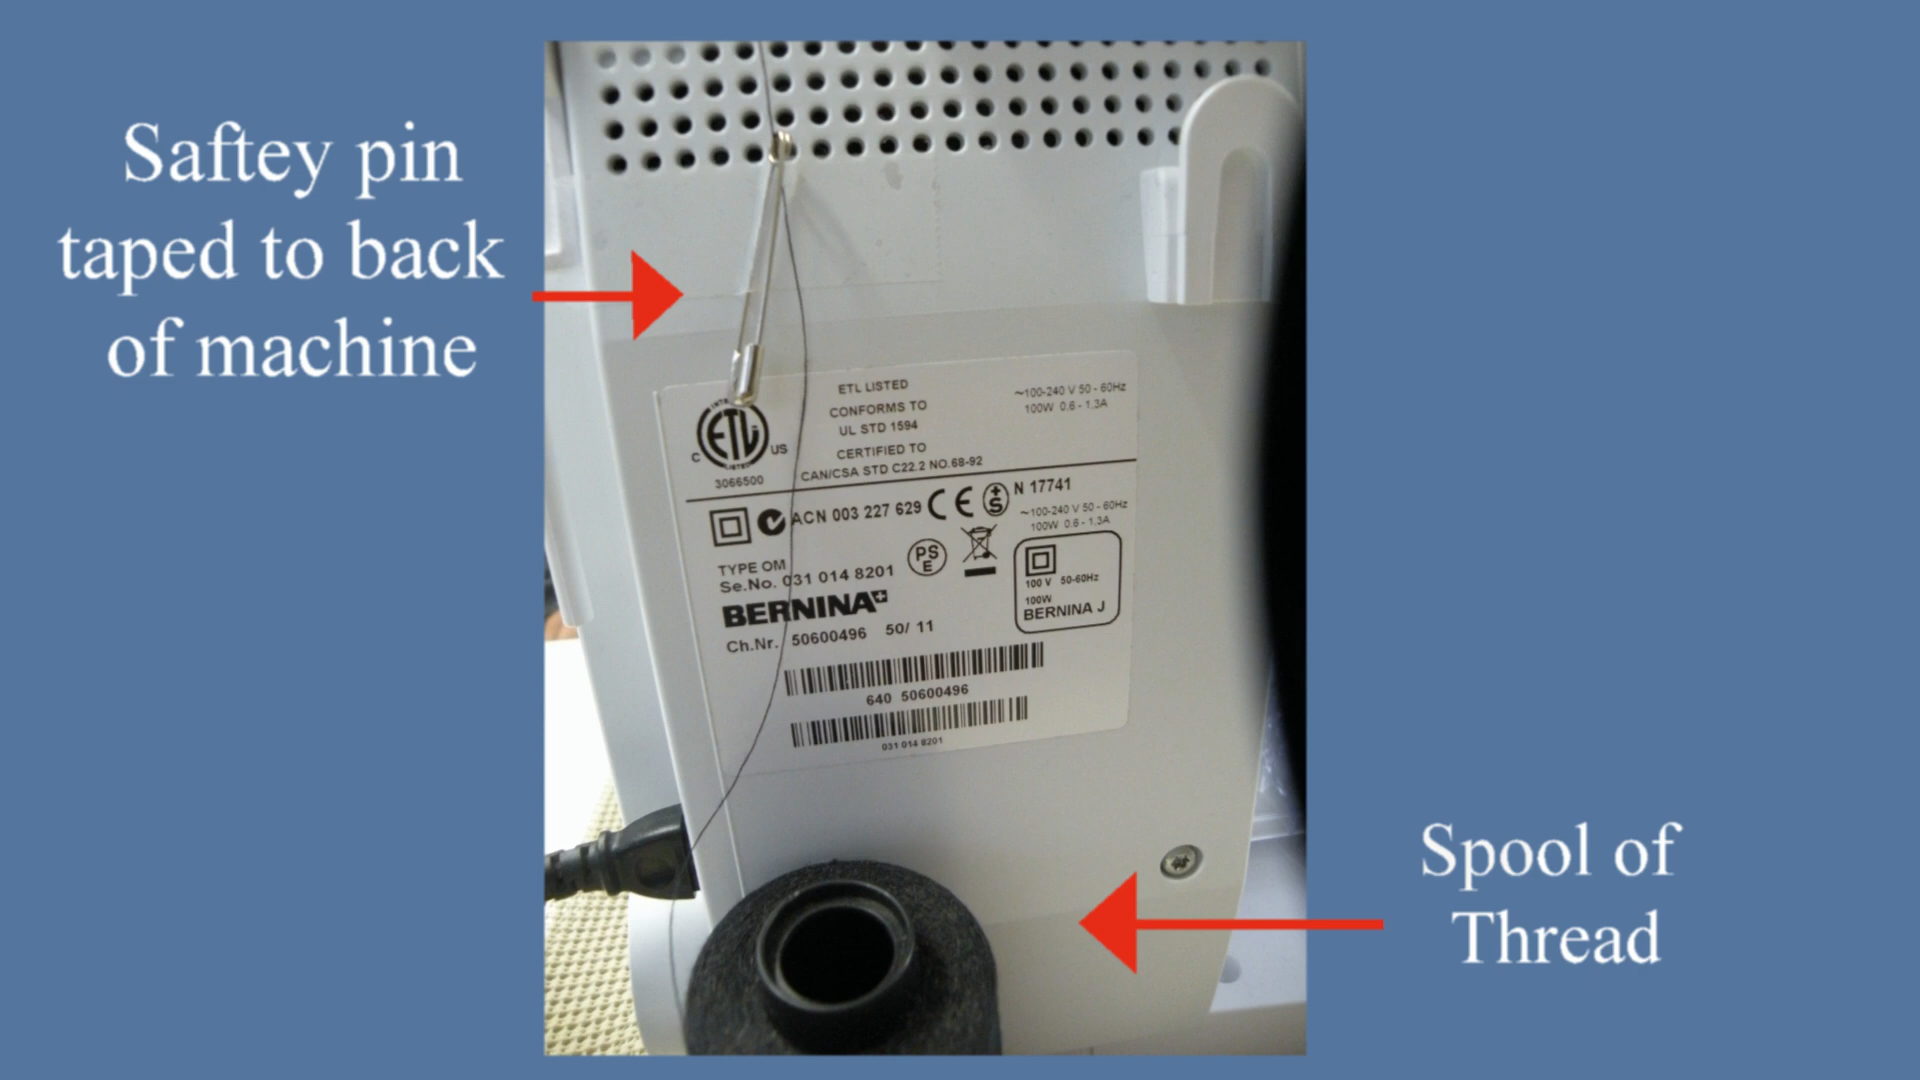 Saftey pin
taped to back
of machine
ETL LISTED
CONFORMS TO
UL STD 1594
CERTIFIED TO
CAN/CSA STD C22.2 NO.68-92
~100-240 V 50 - 60Hz
100W 0.6 - 1.3A
C ETL US
LISTED
3066500
ACN 003 227 629 CE +S N 17741
~100-240 V 50 - 60Hz
100W 0.6 - 1.3A
PS
E
TYPE OM
Se.No. 031 014 8201
BERNINA+
Ch.Nr. 50600496 50/ 11
100 V 50-60Hz
100W
BERNINA J
640 50600496
031 014 8201
Spool of
Thread